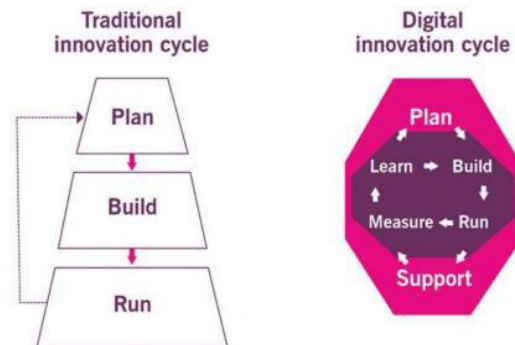 Traditional
innovation cycle
Plan
Build
Run
Digital
innovation cycle
Plan
Learn
Build
Measure
Run
Support